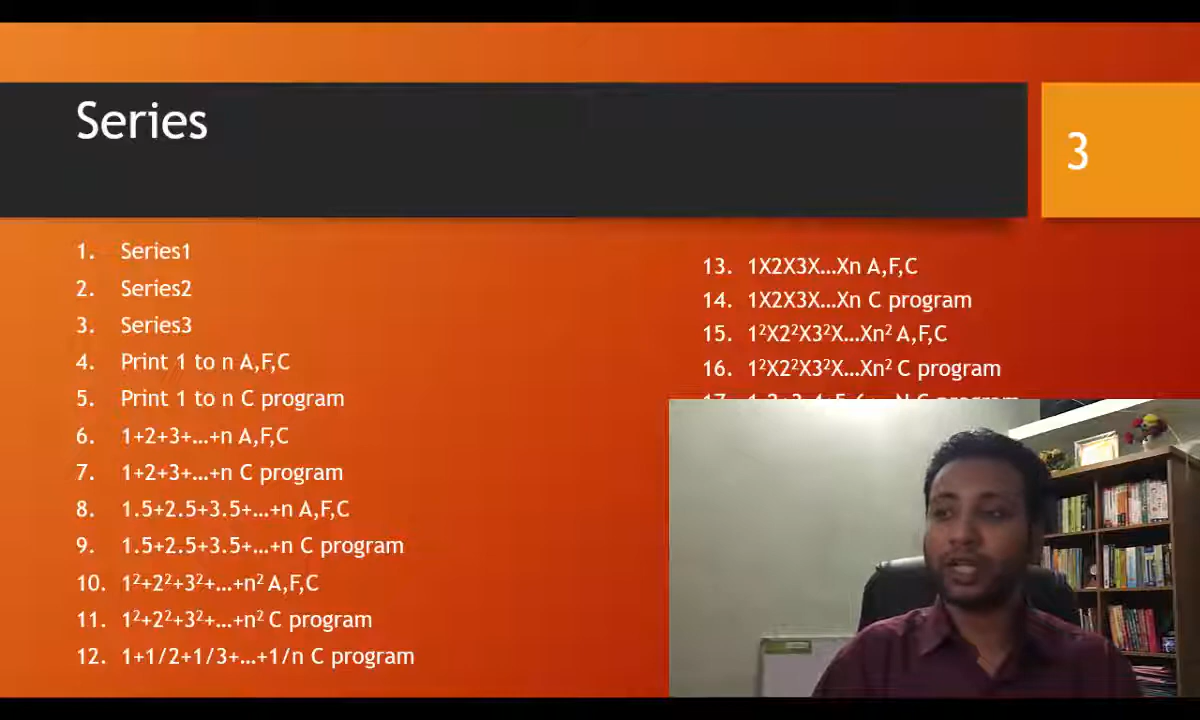 Series
3
1. Series1
2. Series2
3. Series3
4. Print 1 to n A,F,C
5. Print 1 to n C program
6. 1+2+3+...+n A,F,C
7. 1+2+3+...+n C program
8. 1.5+2.5+3.5+...+n A,F,C
9. 1.5+2.5+3.5+...+n C program
10. 1²+2²+3²+...+n² A,F,C
11. 1²+2²+3²+...+n² C program
12. 1+1/2+1/3+...+1/n C program
13. 1X2X3X...Xn A,F,C
14. 1X2X3X...Xn C program
15. 1²X2²X3²X...Xn² A,F,C
16. 1²X2²X3²X...Xn² C program